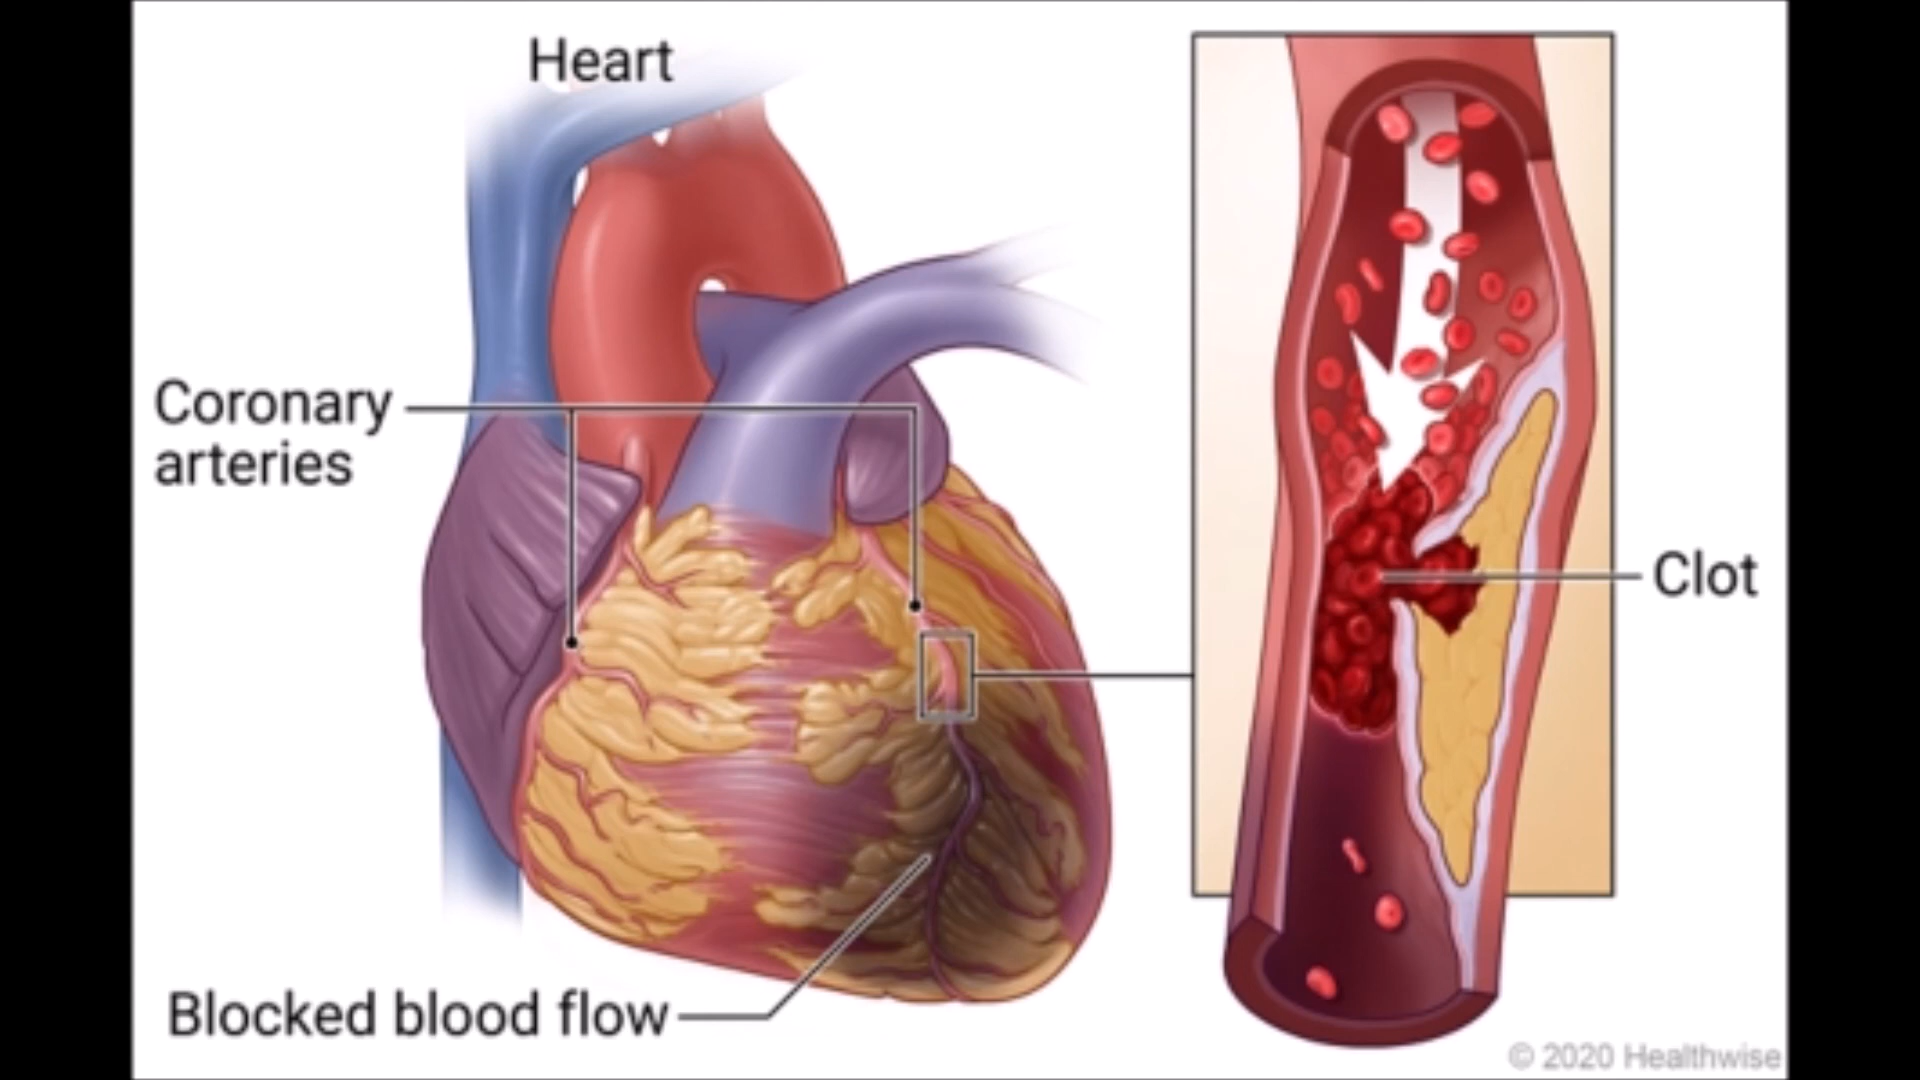 Heart
Coronary
arteries
Clot
Blocked blood flow
© 2020 Healthwise